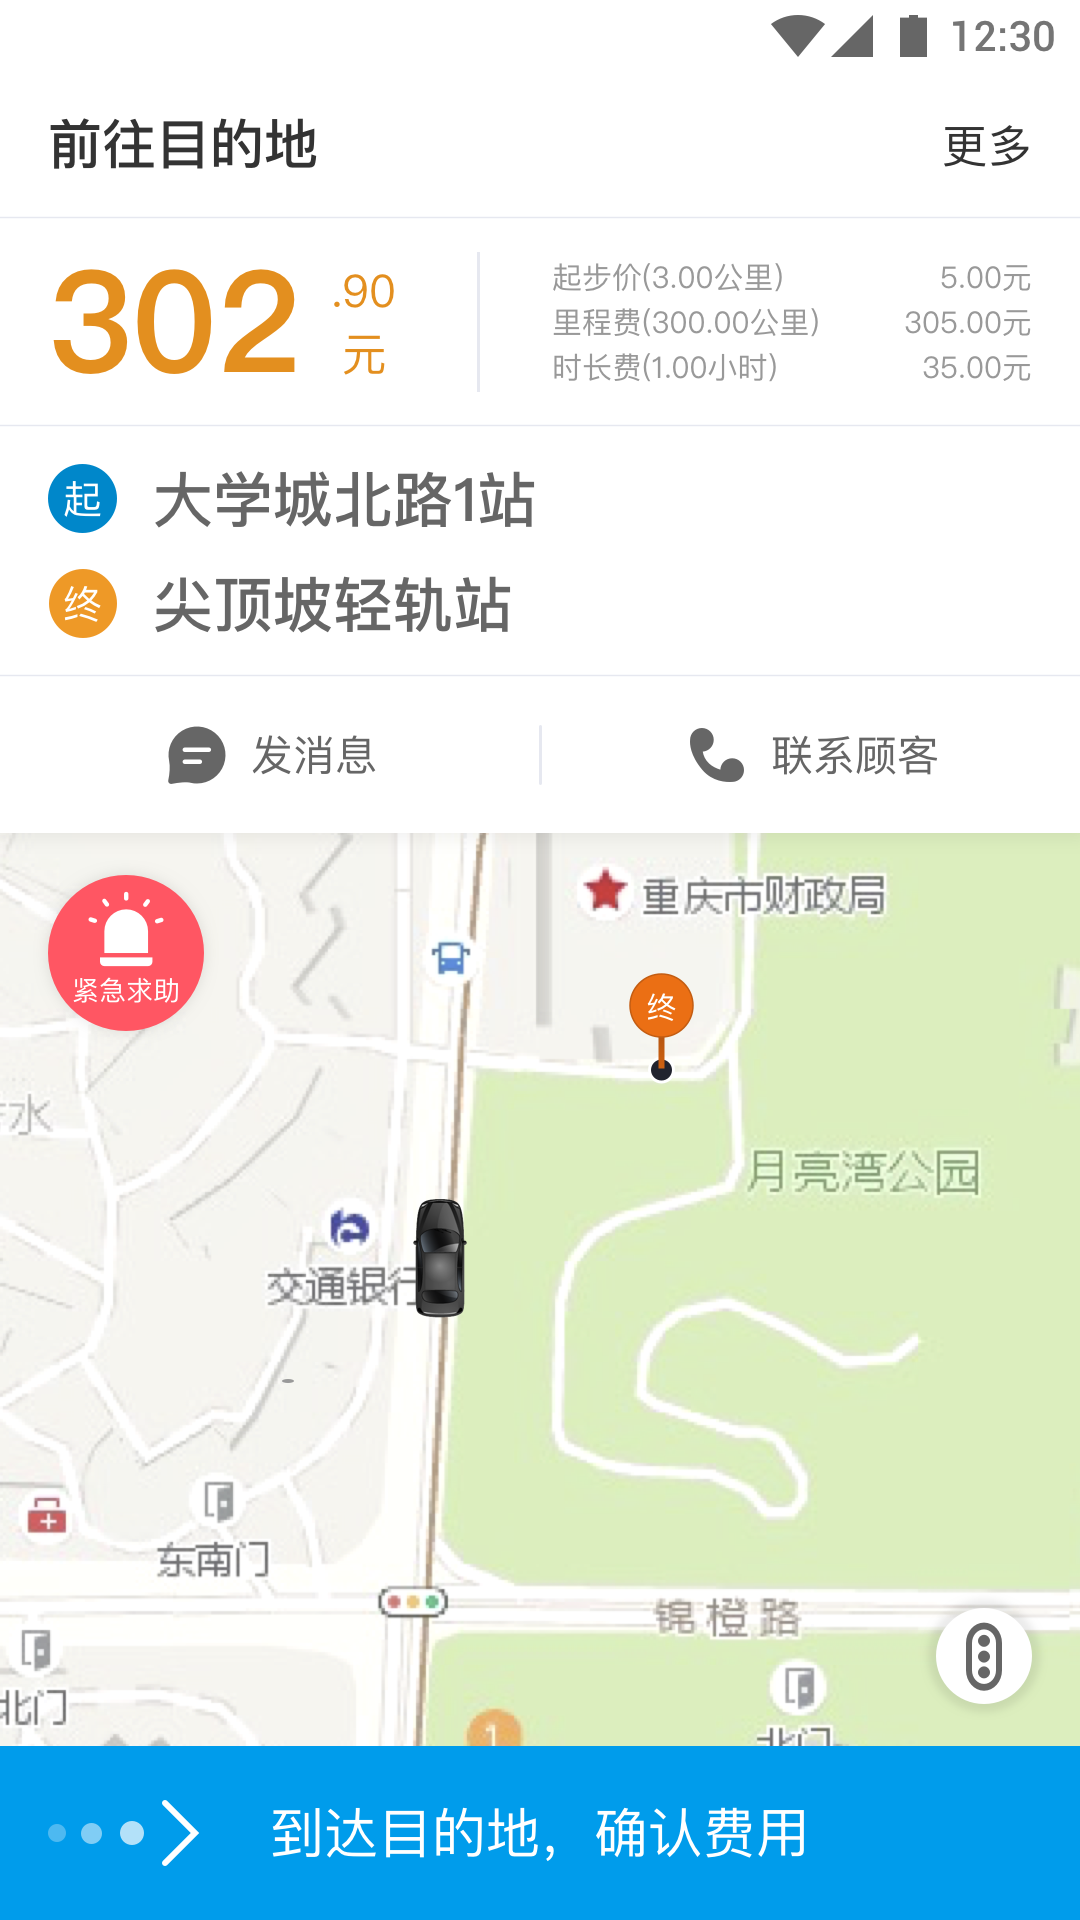 12:30
前往目的地
更多
302
.90
元
起步价(3.00公里)
5.00元
里程费(300.00公里)
305.00元
时长费(1.00小时)
35.00元
起
大学城北路1站
终
尖顶坡轻轨站
发消息
联系顾客
重庆市财政局
紧急求助
终
水
月亮湾公园
交通银行
东南门
锦橙路
北门
1
北门
到达目的地，确认费用